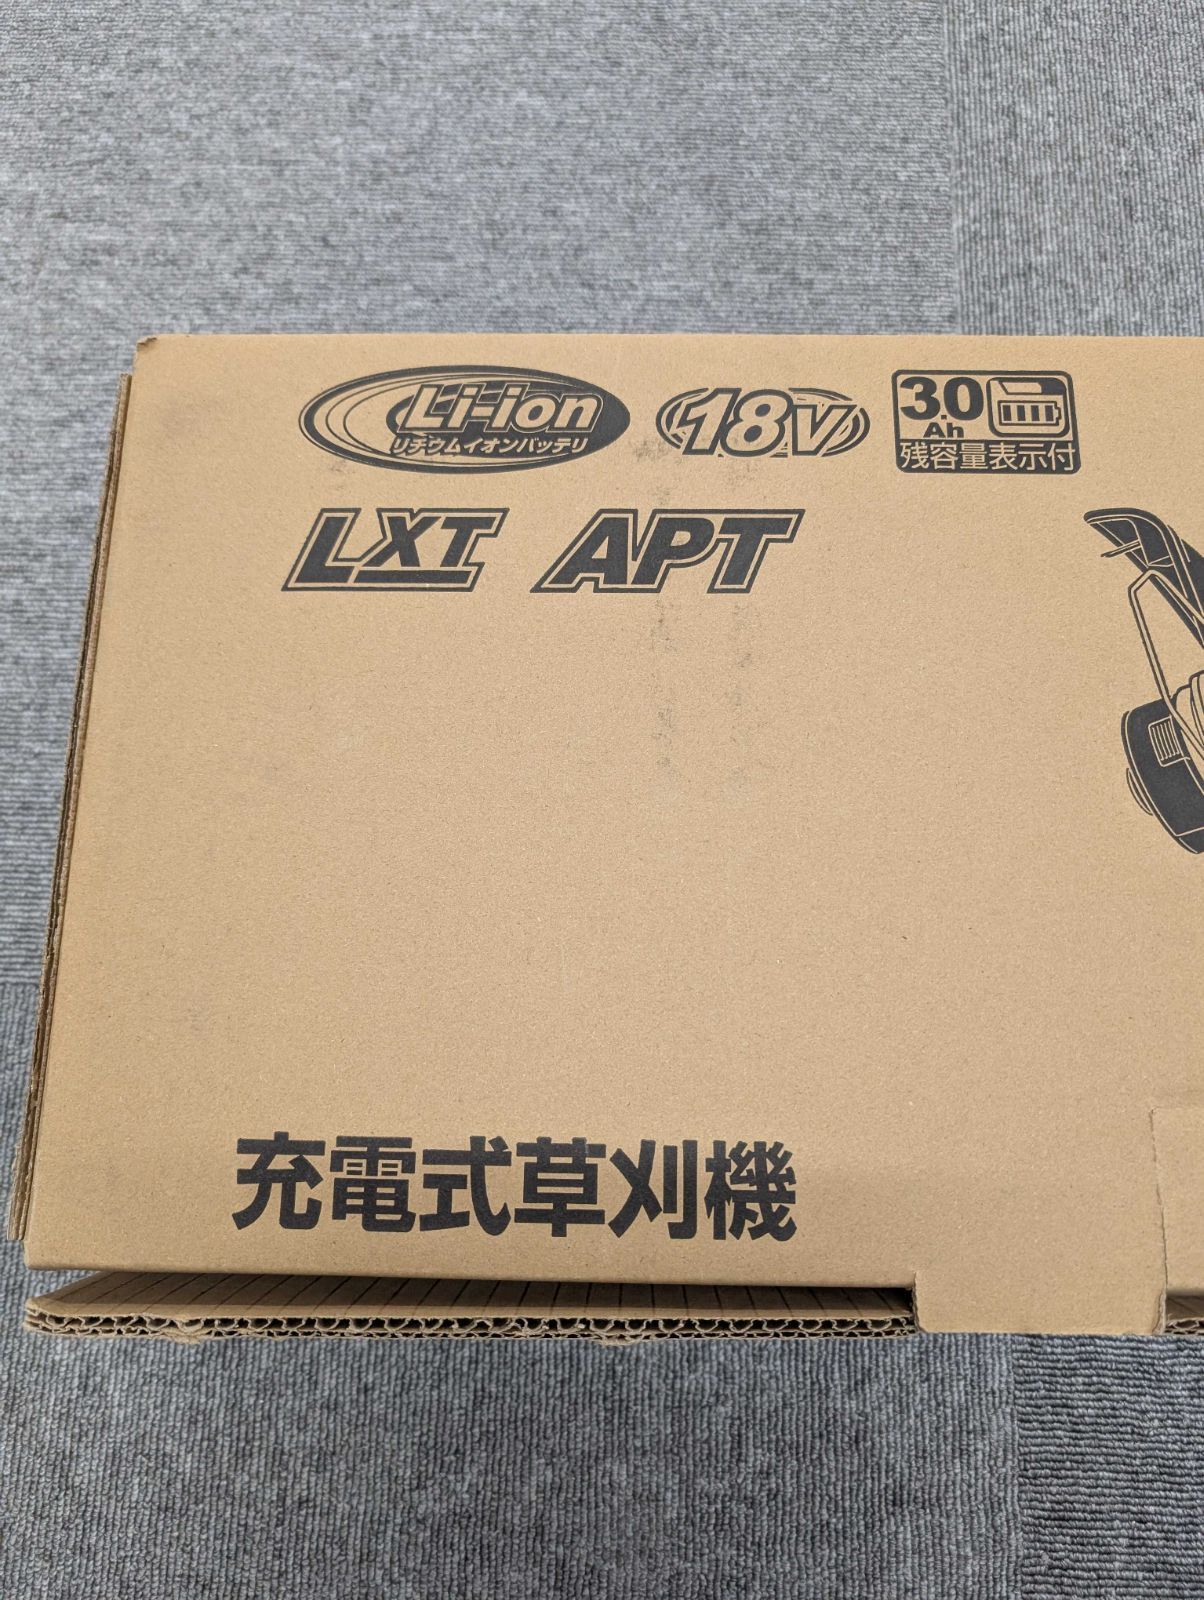 Li-ion
リチウムイオンバッテリ
18V
3.0
Ah
残容量表示付
LXT APT
充電式草刈機